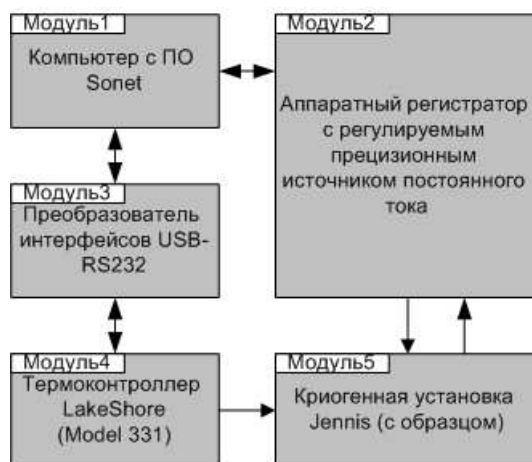 Модуль1
Компьютер с ПО
Sonet
Модуль2
Аппаратный регистратор
с регулируемым
прецизионным
источником постоянного
тока
Модуль3
Преобразователь
интерфейсов USB-
RS232
Модуль4
Термоконтроллер
LakeShore
(Model 331)
Модуль5
Криогенная установка
Jennis (с образцом)